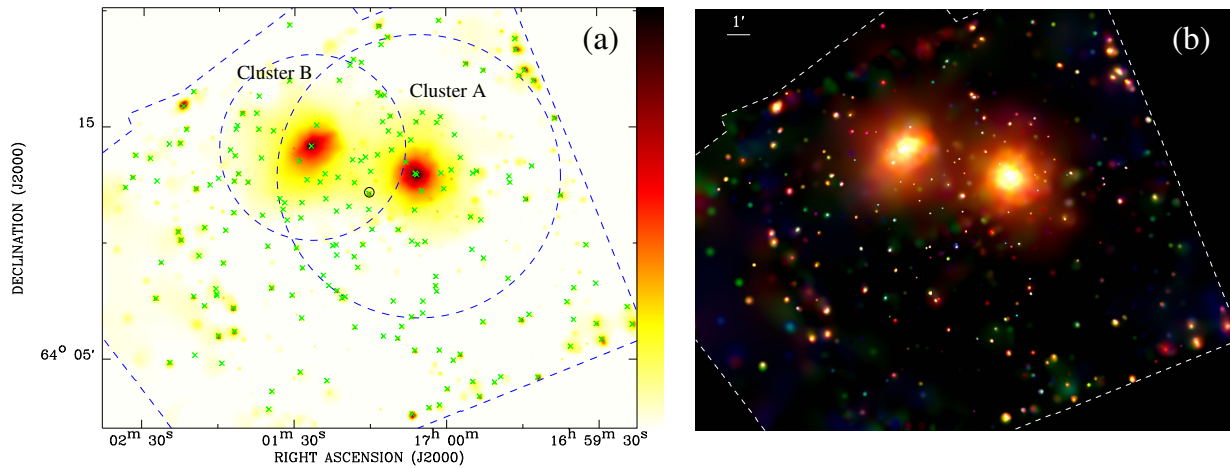 (a)
Cluster B
Cluster A
15
64° 05'
DECLINATION (J2000)
02ᵐ 30ˢ
01ᵐ 30ˢ
17ʰ 00ᵐ
16ʰ 59ᵐ 30ˢ
RIGHT ASCENSION (J2000)
1'
(b)